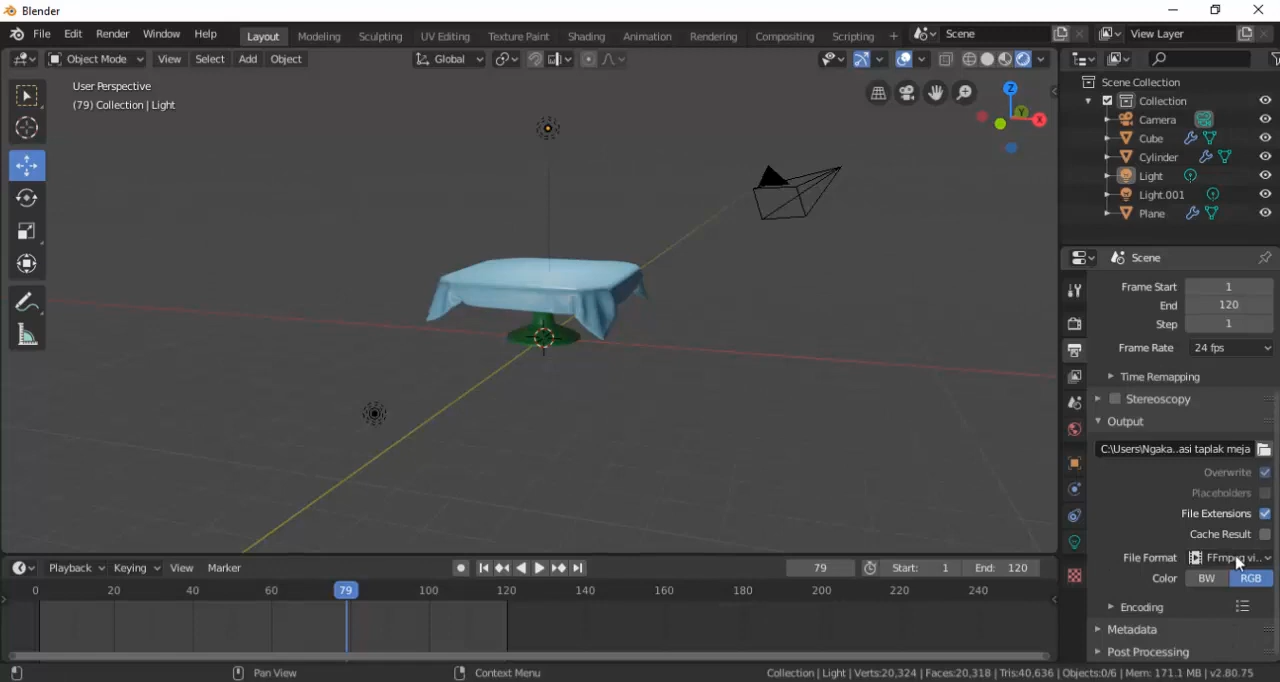 Blender
File Edit Render Window Help Layout Modeling Sculpting UV Editing Texture Paint Shading Animation Rendering Compositing Scripting + Scene View Layer
Object Mode View Select Add Object Global
User Perspective
(79) Collection | Light
Z
Y
X
Scene Collection
Collection
Camera
Cube
Cylinder
Light
Light.001
Plane
Scene
Frame Start 1
End 120
Step 1
Frame Rate 24 fps
Time Remapping
Stereoscopy
Output
C:\Users\Ngaka..asi taplak meja
Overwrite
Placeholders
File Extensions
Cache Result
File Format FFmpeg vi..
Color BW RGB
Encoding
Metadata
Post Processing
Playback Keying View Marker 79 Start: 1 End: 120
0 20 40 60 79 100 120 140 160 180 200 220 240
Pan View Context Menu Collection | Light | Verts:20,324 | Faces:20,318 | Tris:40,636 | Objects:0/6 | Mem: 171.1 MB | v2.80.75